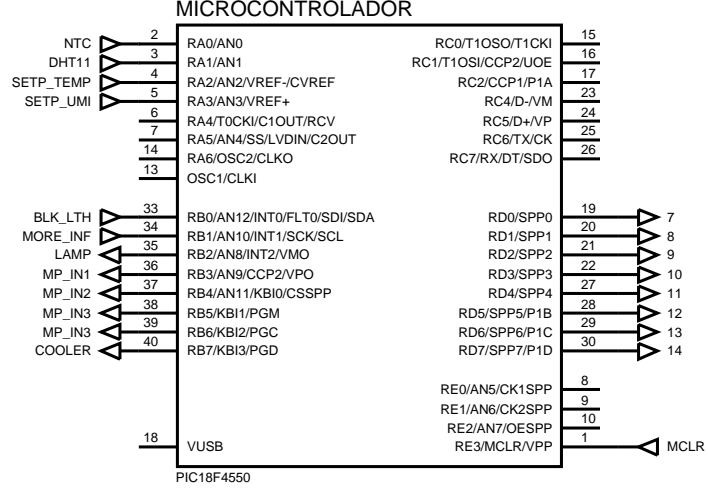 MICROCONTROLADOR
NTC 2 RA0/AN0 RC0/T1OSO/T1CKI 15
DHT11 3 RA1/AN1 RC1/T1OSI/CCP2/UOE 16
SETP_TEMP 4 RA2/AN2/VREF-/CVREF RC2/CCP1/P1A 17
SETP_UMI 5 RA3/AN3/VREF+ RC4/D-/VM 23
6 RA4/T0CKI/C1OUT/RCV RC5/D+/VP 24
7 RA5/AN4/SS/LVDIN/C2OUT RC6/TX/CK 25
14 RA6/OSC2/CLKO RC7/RX/DT/SDO 26
13 OSC1/CLKI
BLK_LTH 33 RB0/AN12/INT0/FLT0/SDI/SDA RD0/SPP0 19 7
MORE_INF 34 RB1/AN10/INT1/SCK/SCL RD1/SPP1 20 8
LAMP 35 RB2/AN8/INT2/VMO RD2/SPP2 21 9
MP_IN1 36 RB3/AN9/CCP2/VPO RD3/SPP3 22 10
MP_IN2 37 RB4/AN11/KBI0/CSSPP RD4/SPP4 27 11
MP_IN3 38 RB5/KBI1/PGM RD5/SPP5/P1B 28 12
MP_IN3 39 RB6/KBI2/PGC RD6/SPP6/P1C 29 13
COOLER 40 RB7/KBI3/PGD RD7/SPP7/P1D 30 14
RE0/AN5/CK1SPP 8
RE1/AN6/CK2SPP 9
RE2/AN7/OESPP 10
18 VUSB RE3/MCLR/VPP 1 MCLR
PIC18F4550